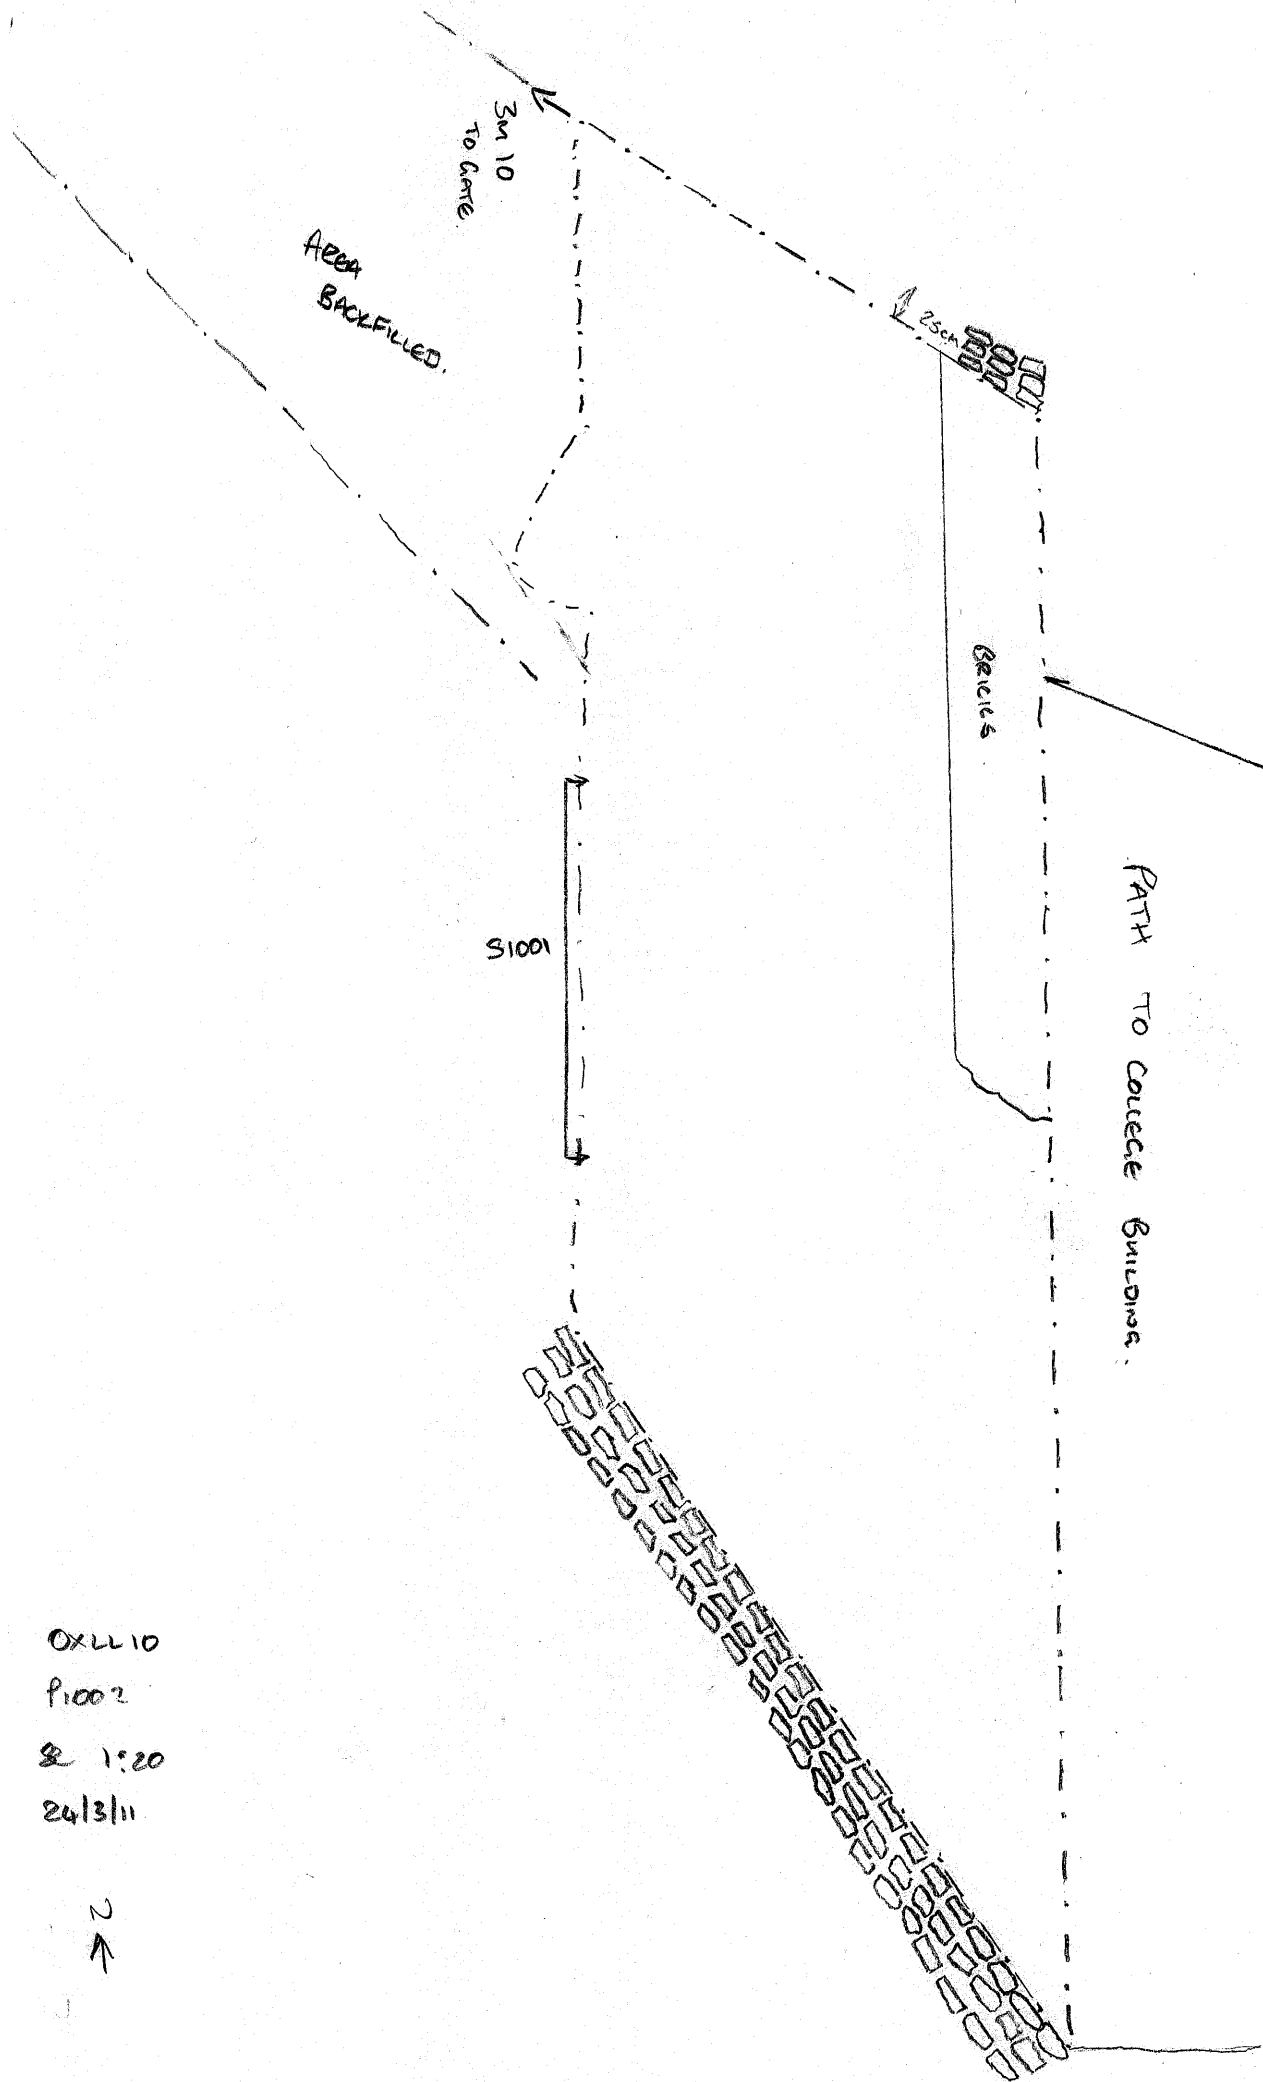 3m 10
TO GATE.
AREA
BACKFILLED.
25cm
BRICKS
S1001
PATH TO COLLEGE BUILDING.
OXLL10
P1002
1:20
24/3/11
N